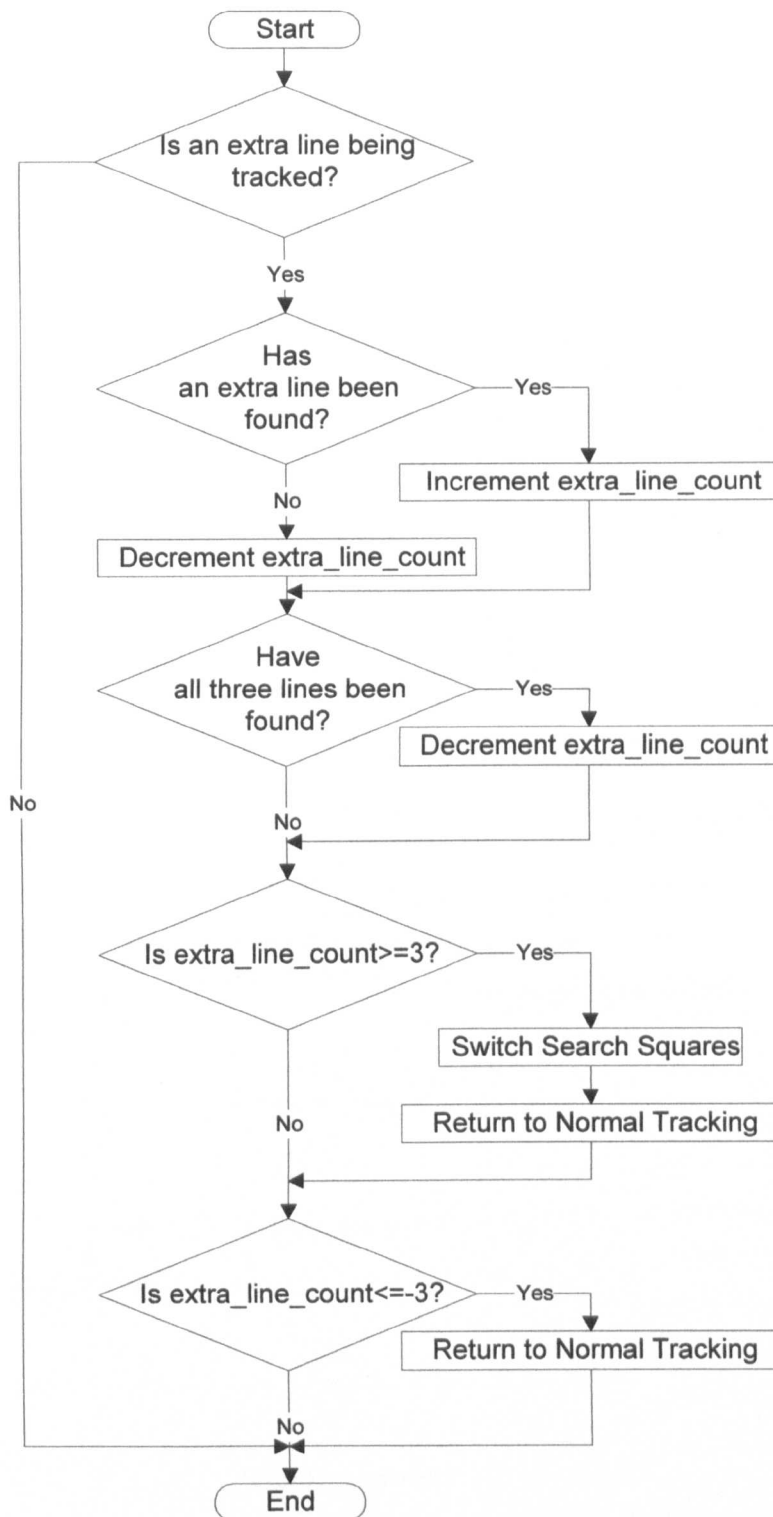 Start
Is an extra line being
tracked?
Yes
Has
an extra line been
found?
Yes
Increment extra_line_count
No
Decrement extra_line_count
Have
all three lines been
found?
Yes
Decrement extra_line_count
No
No
Is extra_line_count>=3?
Yes
Switch Search Squares
Return to Normal Tracking
No
Is extra_line_count<=-3?
Yes
Return to Normal Tracking
No
End